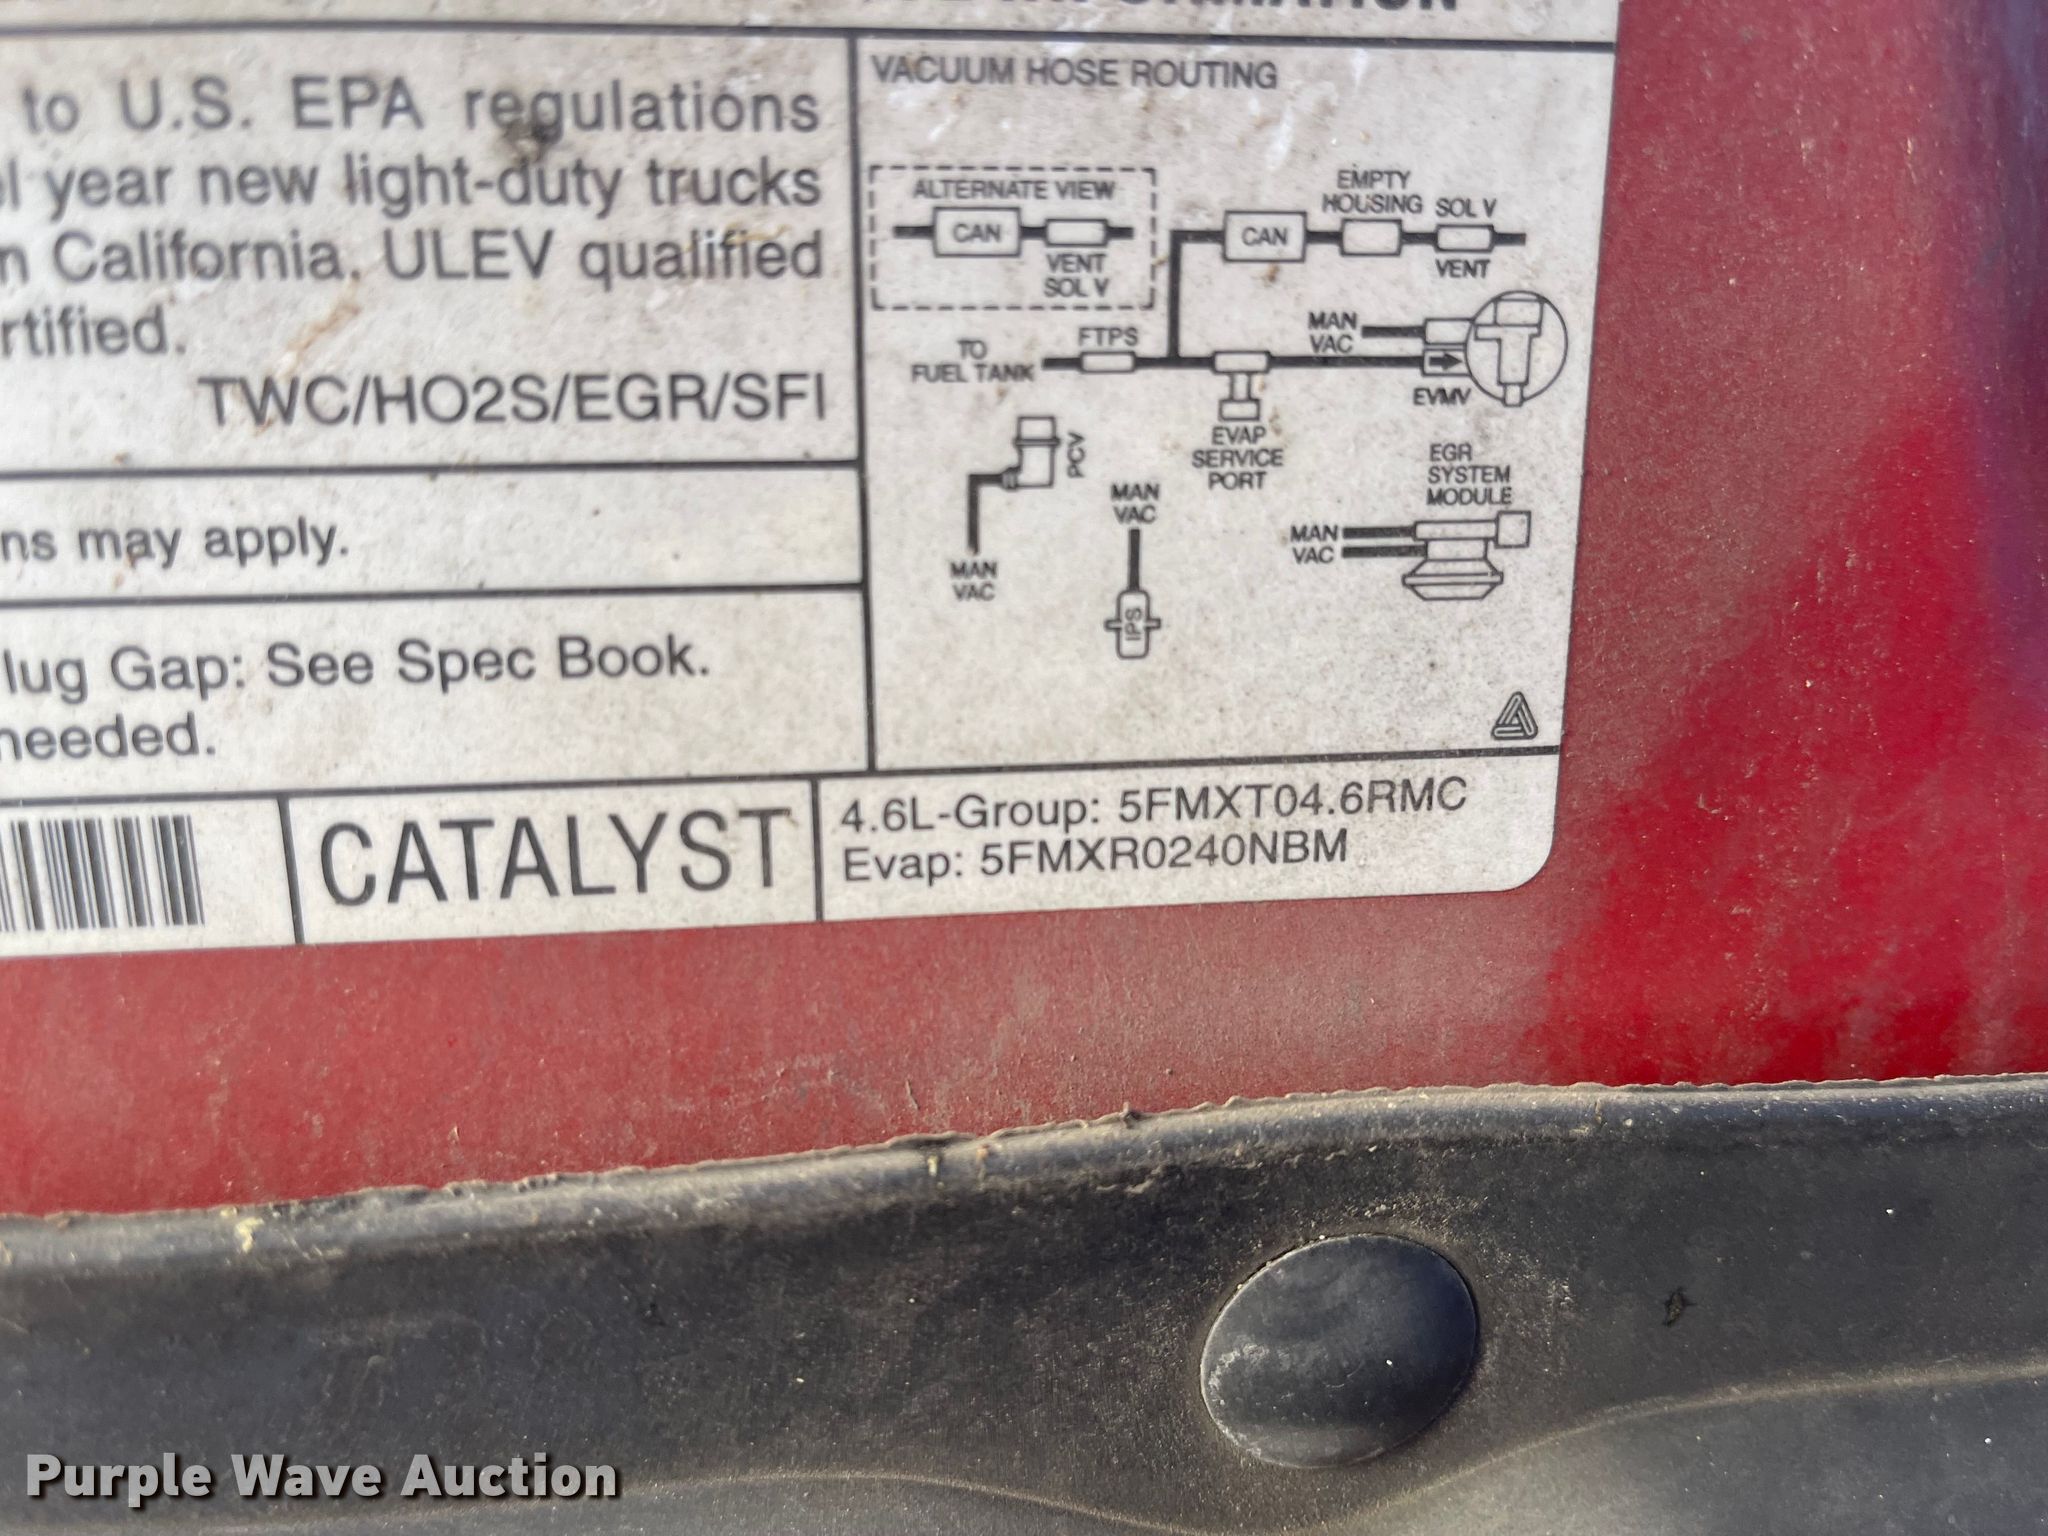 INFORMATION
to U.S. EPA regulations
year new light-duty trucks
California. ULEV qualified
rtified.
TWC/HO2S/EGR/SFI
ns may apply.
lug Gap: See Spec Book.
needed.
CATALYST
VACUUM HOSE ROUTING
ALTERNATE VIEW
CAN
VENT
SOL V
EMPTY
HOUSING
SOL V
CAN
VENT
MAN
VAC
FTPS
TO
FUEL TANK
EVMV
EVAP
SERVICE
PORT
PCV
MAN
VAC
MAN
VAC
IPS
EGR
SYSTEM
MODULE
MAN
VAC
4.6L-Group: 5FMXT04.6RMC
Evap: 5FMXR0240NBM
Purple Wave Auction